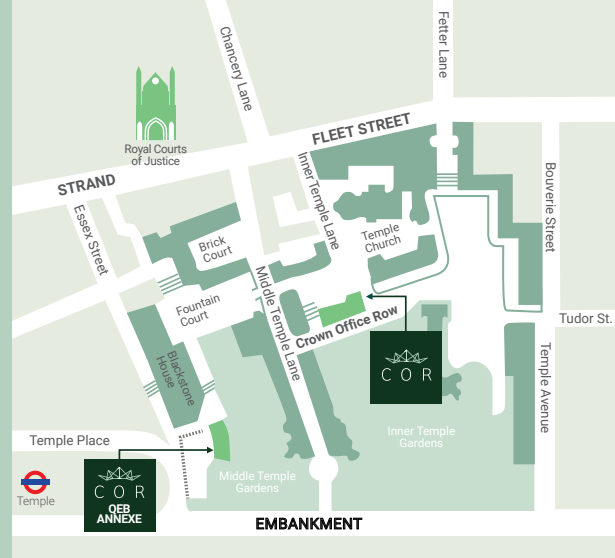 Chancery Lane
Fetter Lane
Royal Courts
of Justice
FLEET STREET
STRAND
Inner Temple Lane
Bouverie Street
Essex Street
Brick
Court
Temple
Church
Middle Temple Lane
Fountain
Court
Crown Office Row
Tudor St.
Blackstone
House
COR
Temple Avenue
Inner Temple
Gardens
Temple Place
Middle Temple
Gardens
Temple
COR
QEB
ANNEXE
EMBANKMENT